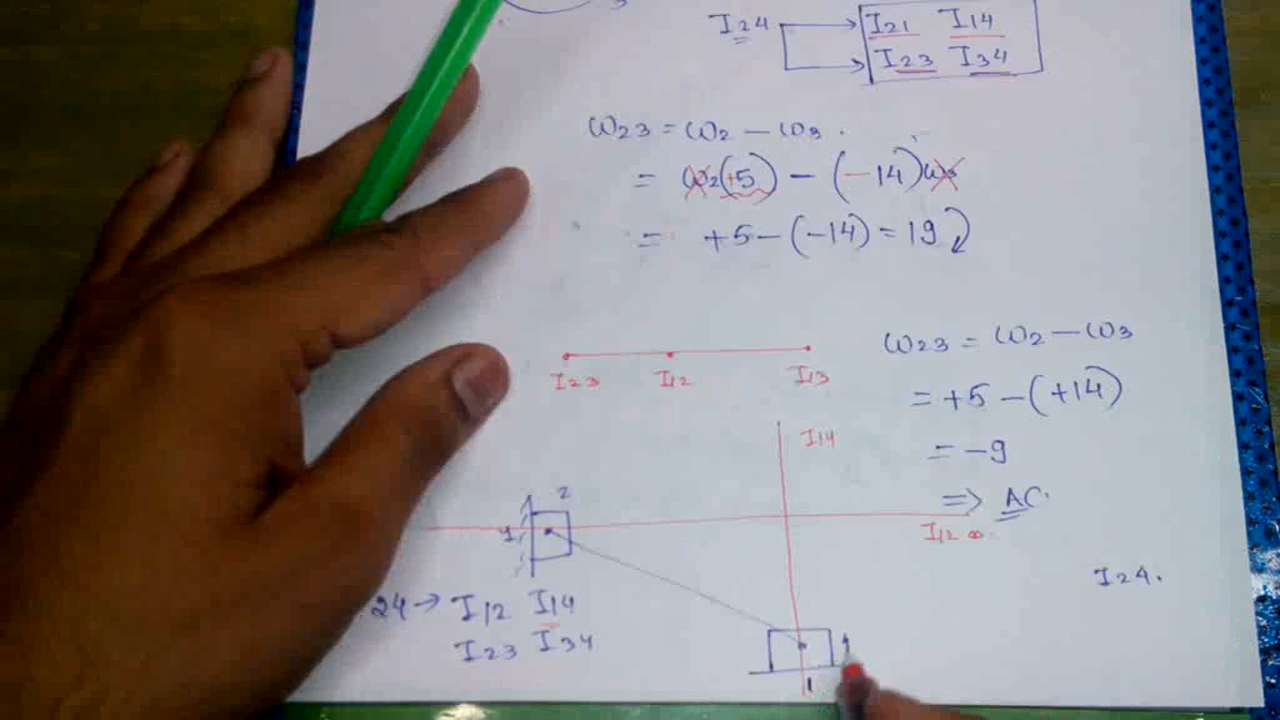 I24 I21 I14
I23 I34
ω23 = ω2 - ω3.
= ω2(+5) - (-14)ω3
= +5-(-14) = 19
I23 I12 I13
ω23 = ω2 - ω3
= +5 -(+14)
= -9
=> AC.
I14
2
1
I12 ∞.
I24.
24 → I12 I14
I23 I34
4
1